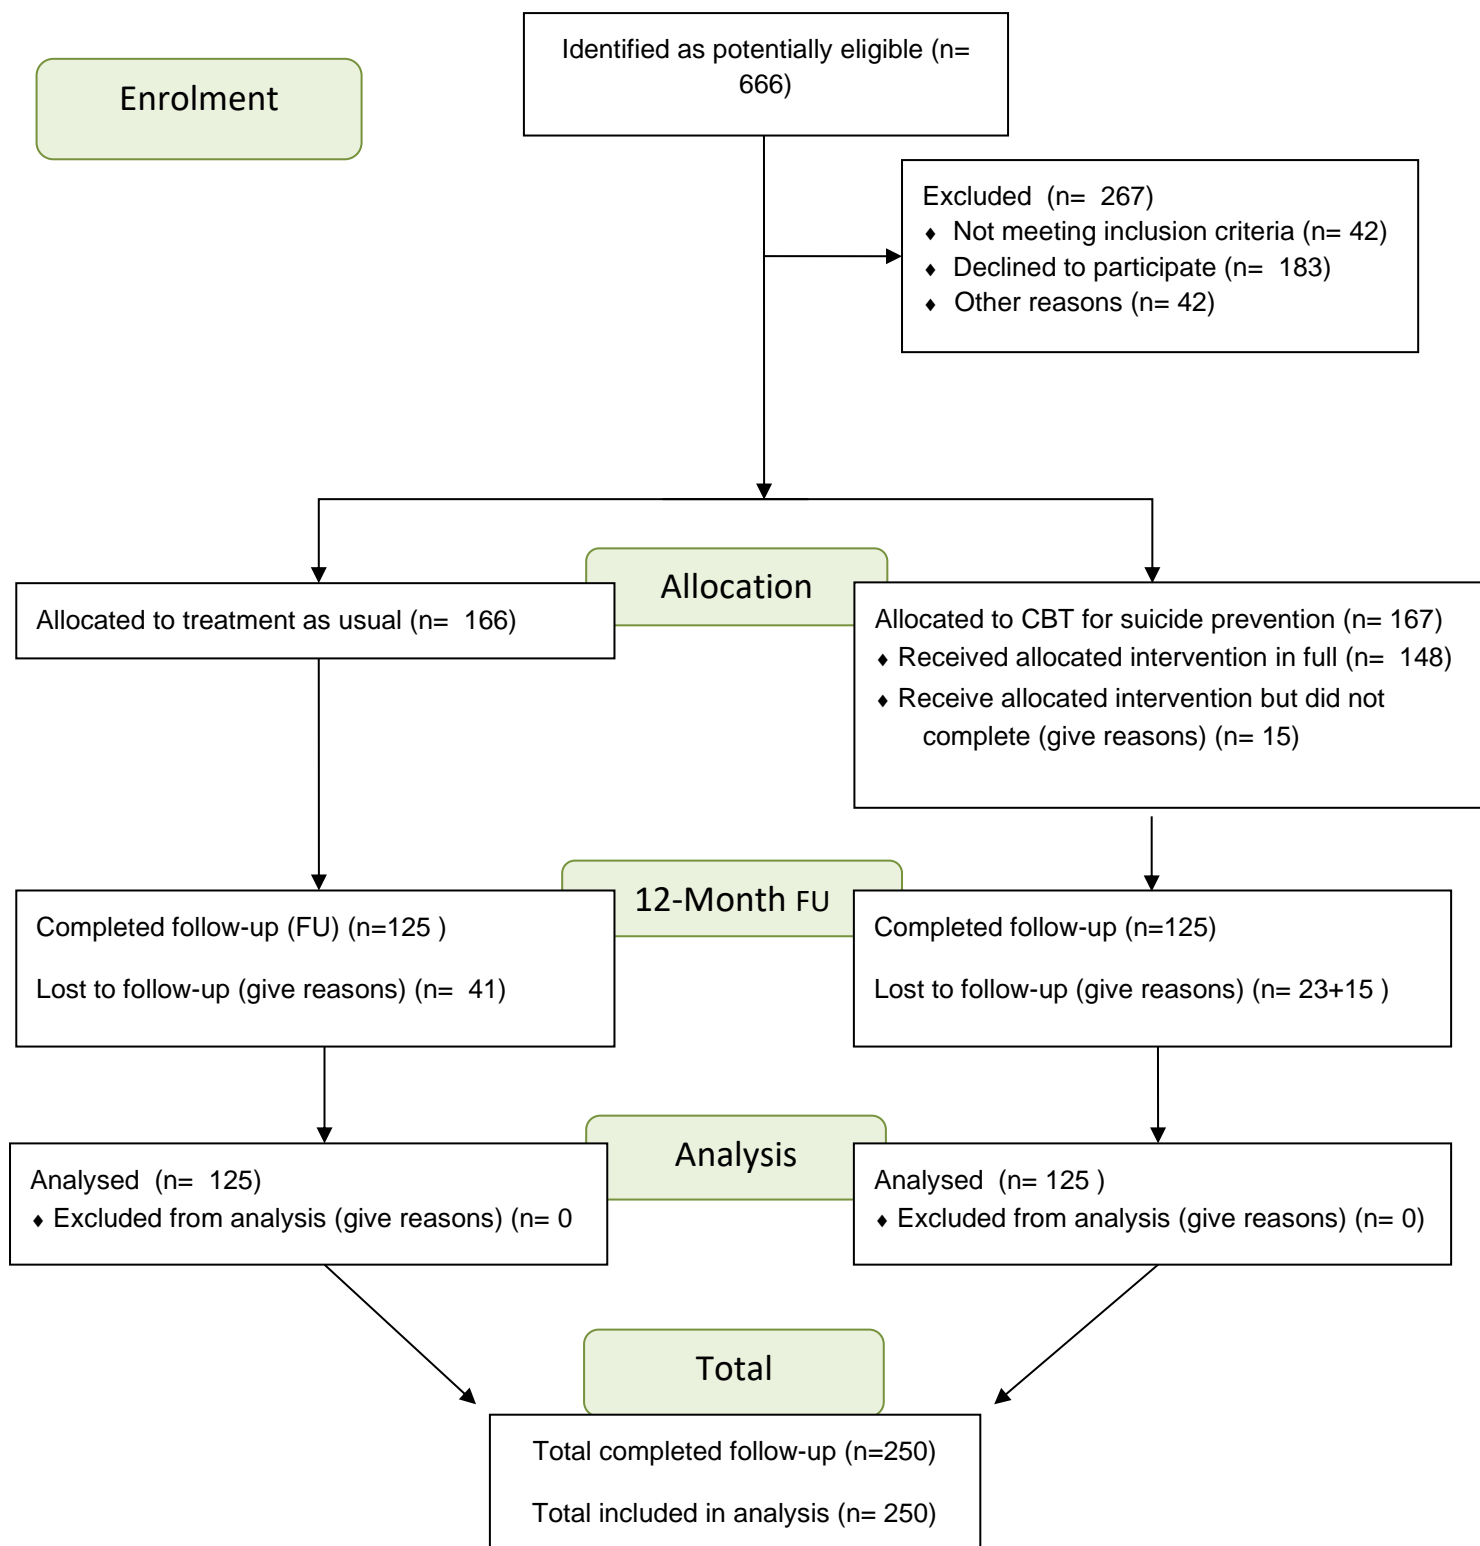 Identified as potentially eligible (n=
666)
Enrolment
Excluded (n= 267)
♦ Not meeting inclusion criteria (n= 42)
♦ Declined to participate (n= 183)
♦ Other reasons (n= 42)
Allocation
Allocated to treatment as usual (n= 166)
Allocated to CBT for suicide prevention (n= 167)
♦ Received allocated intervention in full (n= 148)
♦ Receive allocated intervention but did not
complete (give reasons) (n= 15)
12-Month FU
Completed follow-up (FU) (n=125 )
Lost to follow-up (give reasons) (n= 41)
Completed follow-up (n=125)
Lost to follow-up (give reasons) (n= 23+15 )
Analysis
Analysed (n= 125)
♦ Excluded from analysis (give reasons) (n= 0
Analysed (n= 125 )
♦ Excluded from analysis (give reasons) (n= 0)
Total
Total completed follow-up (n=250)
Total included in analysis (n= 250)